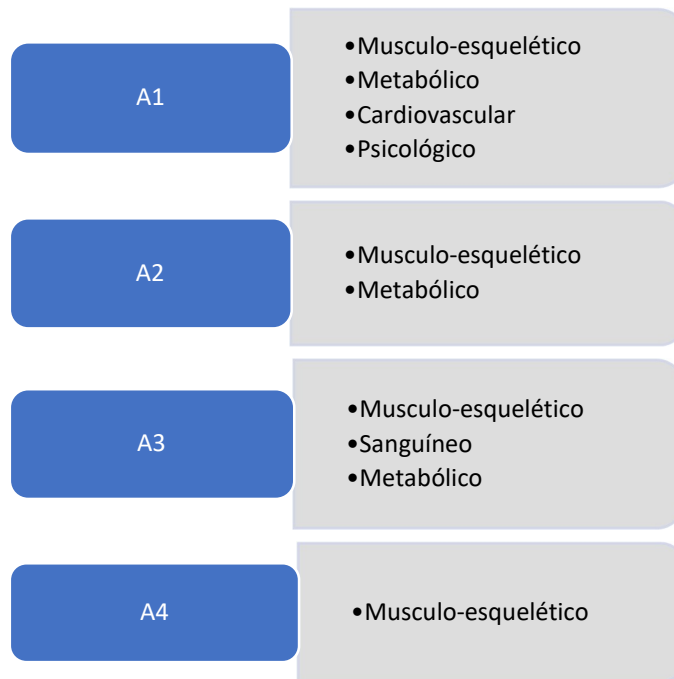 A1
•Musculo-esquelético
•Metabólico
•Cardiovascular
•Psicológico
A2
•Musculo-esquelético
•Metabólico
A3
•Musculo-esquelético
•Sanguíneo
•Metabólico
A4
•Musculo-esquelético